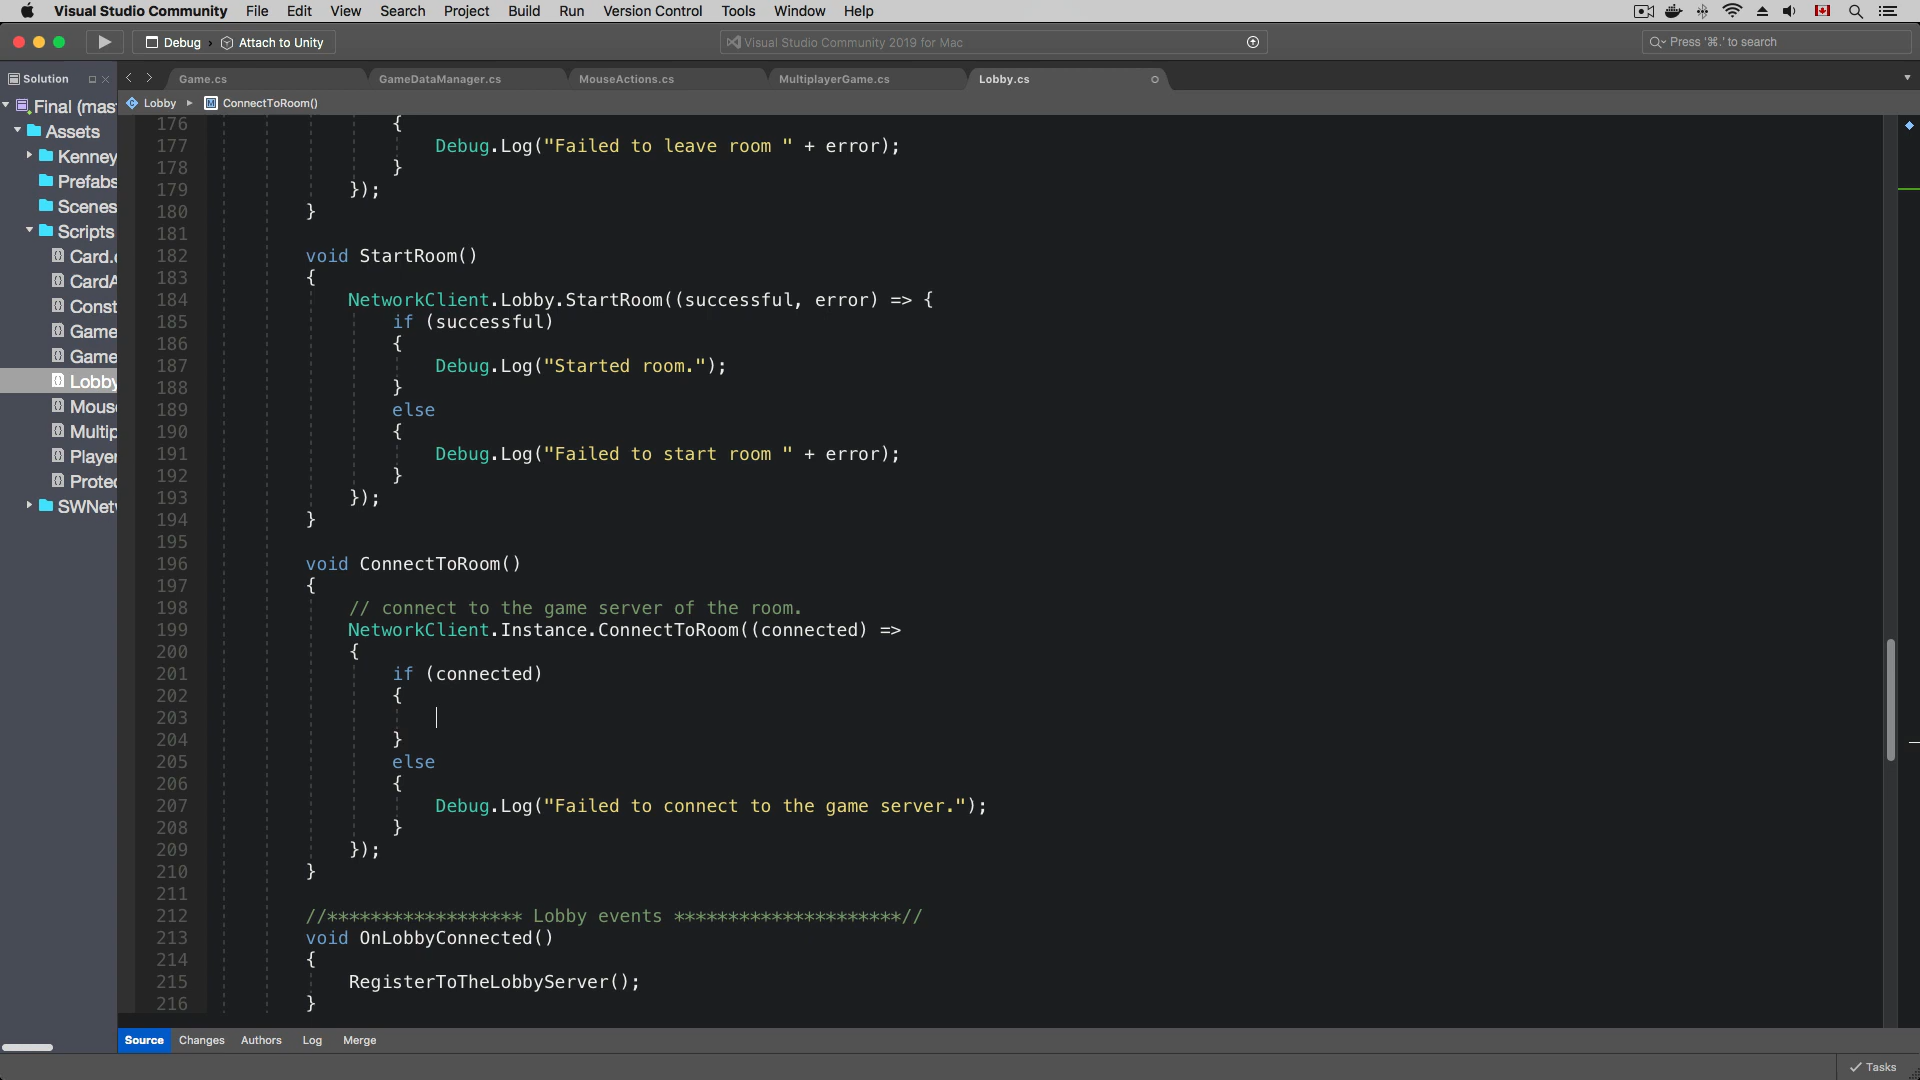 Visual Studio Community File Edit View Search Project Build Run Version Control Tools Window Help
Debug › Attach to Unity Visual Studio Community 2019 for Mac Press '⌘.' to search
Solution Game.cs GameDataManager.cs MouseActions.cs MultiplayerGame.cs Lobby.cs
Lobby ▸ ConnectToRoom()
Final (mas
Assets
Kenney
Prefabs
Scenes
Scripts
Card.
CardA
Const
Game
Game
Lobby
Mous
Multip
Player
Prote
SWNet
176 {
177 Debug.Log("Failed to leave room " + error);
178 }
179 });
180 }
181
182 void StartRoom()
183 {
184 NetworkClient.Lobby.StartRoom((successful, error) => {
185 if (successful)
186 {
187 Debug.Log("Started room.");
188 }
189 else
190 {
191 Debug.Log("Failed to start room " + error);
192 }
193 });
194 }
195
196 void ConnectToRoom()
197 {
198 // connect to the game server of the room.
199 NetworkClient.Instance.ConnectToRoom((connected) =>
200 {
201 if (connected)
202 {
203
204 }
205 else
206 {
207 Debug.Log("Failed to connect to the game server.");
208 }
209 });
210 }
211
212 //****************** Lobby events *********************//
213 void OnLobbyConnected()
214 {
215 RegisterToTheLobbyServer();
216 }
Source Changes Authors Log Merge
Tasks